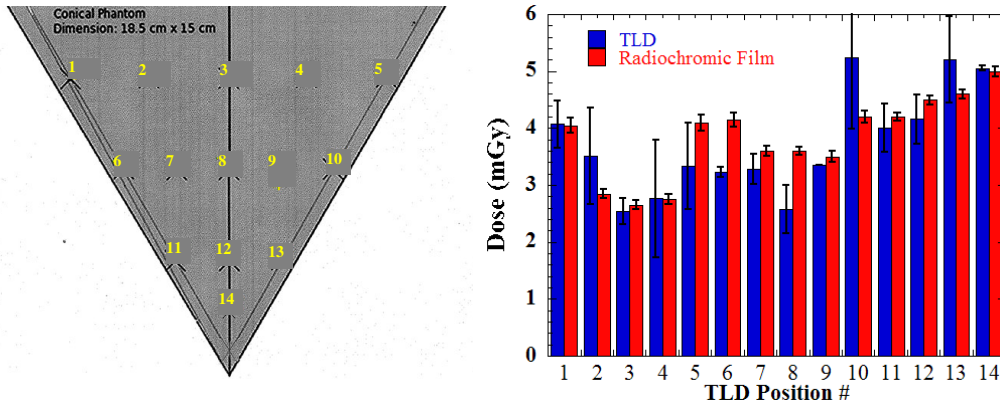 Conical Phantom
Dimension: 18.5 cm x 15 cm
1 2 3 4 5
6 7 8 9 10
11 12 13
14
6
5
4
3
2
1
0
Dose (mGy)
TLD
Radiochromic Film
1 2 3 4 5 6 7 8 9 10 11 12 13 14
TLD Position #